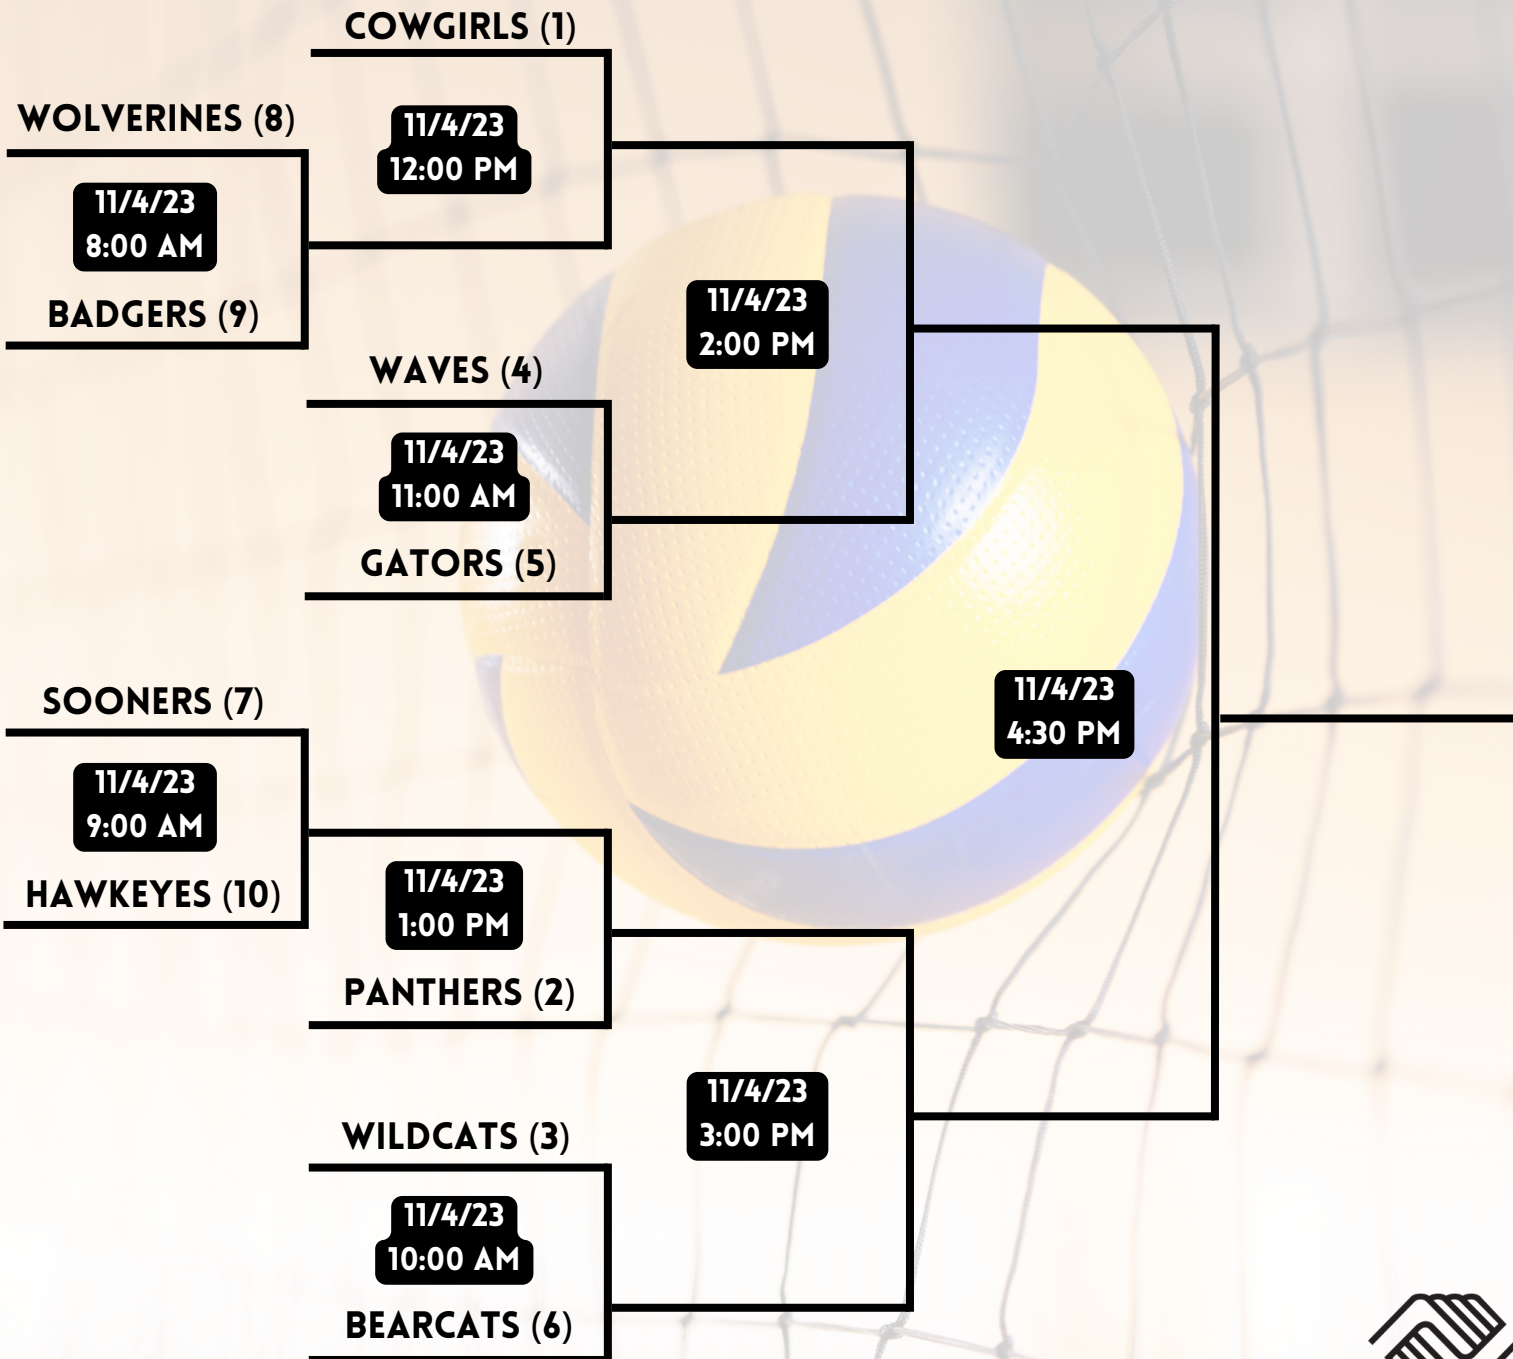 COWGIRLS (1)
WOLVERINES (8)
11/4/23
12:00 PM
11/4/23
8:00 AM
BADGERS (9)
11/4/23
2:00 PM
WAVES (4)
11/4/23
11:00 AM
GATORS (5)
SOONERS (7)
11/4/23
4:30 PM
11/4/23
9:00 AM
HAWKEYES (10)
11/4/23
1:00 PM
PANTHERS (2)
11/4/23
3:00 PM
WILDCATS (3)
11/4/23
10:00 AM
BEARCATS (6)